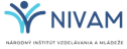 NIVAM
NÁRODNÝ INŠTITÚT VZDELÁVANIA A MLÁDEŽE